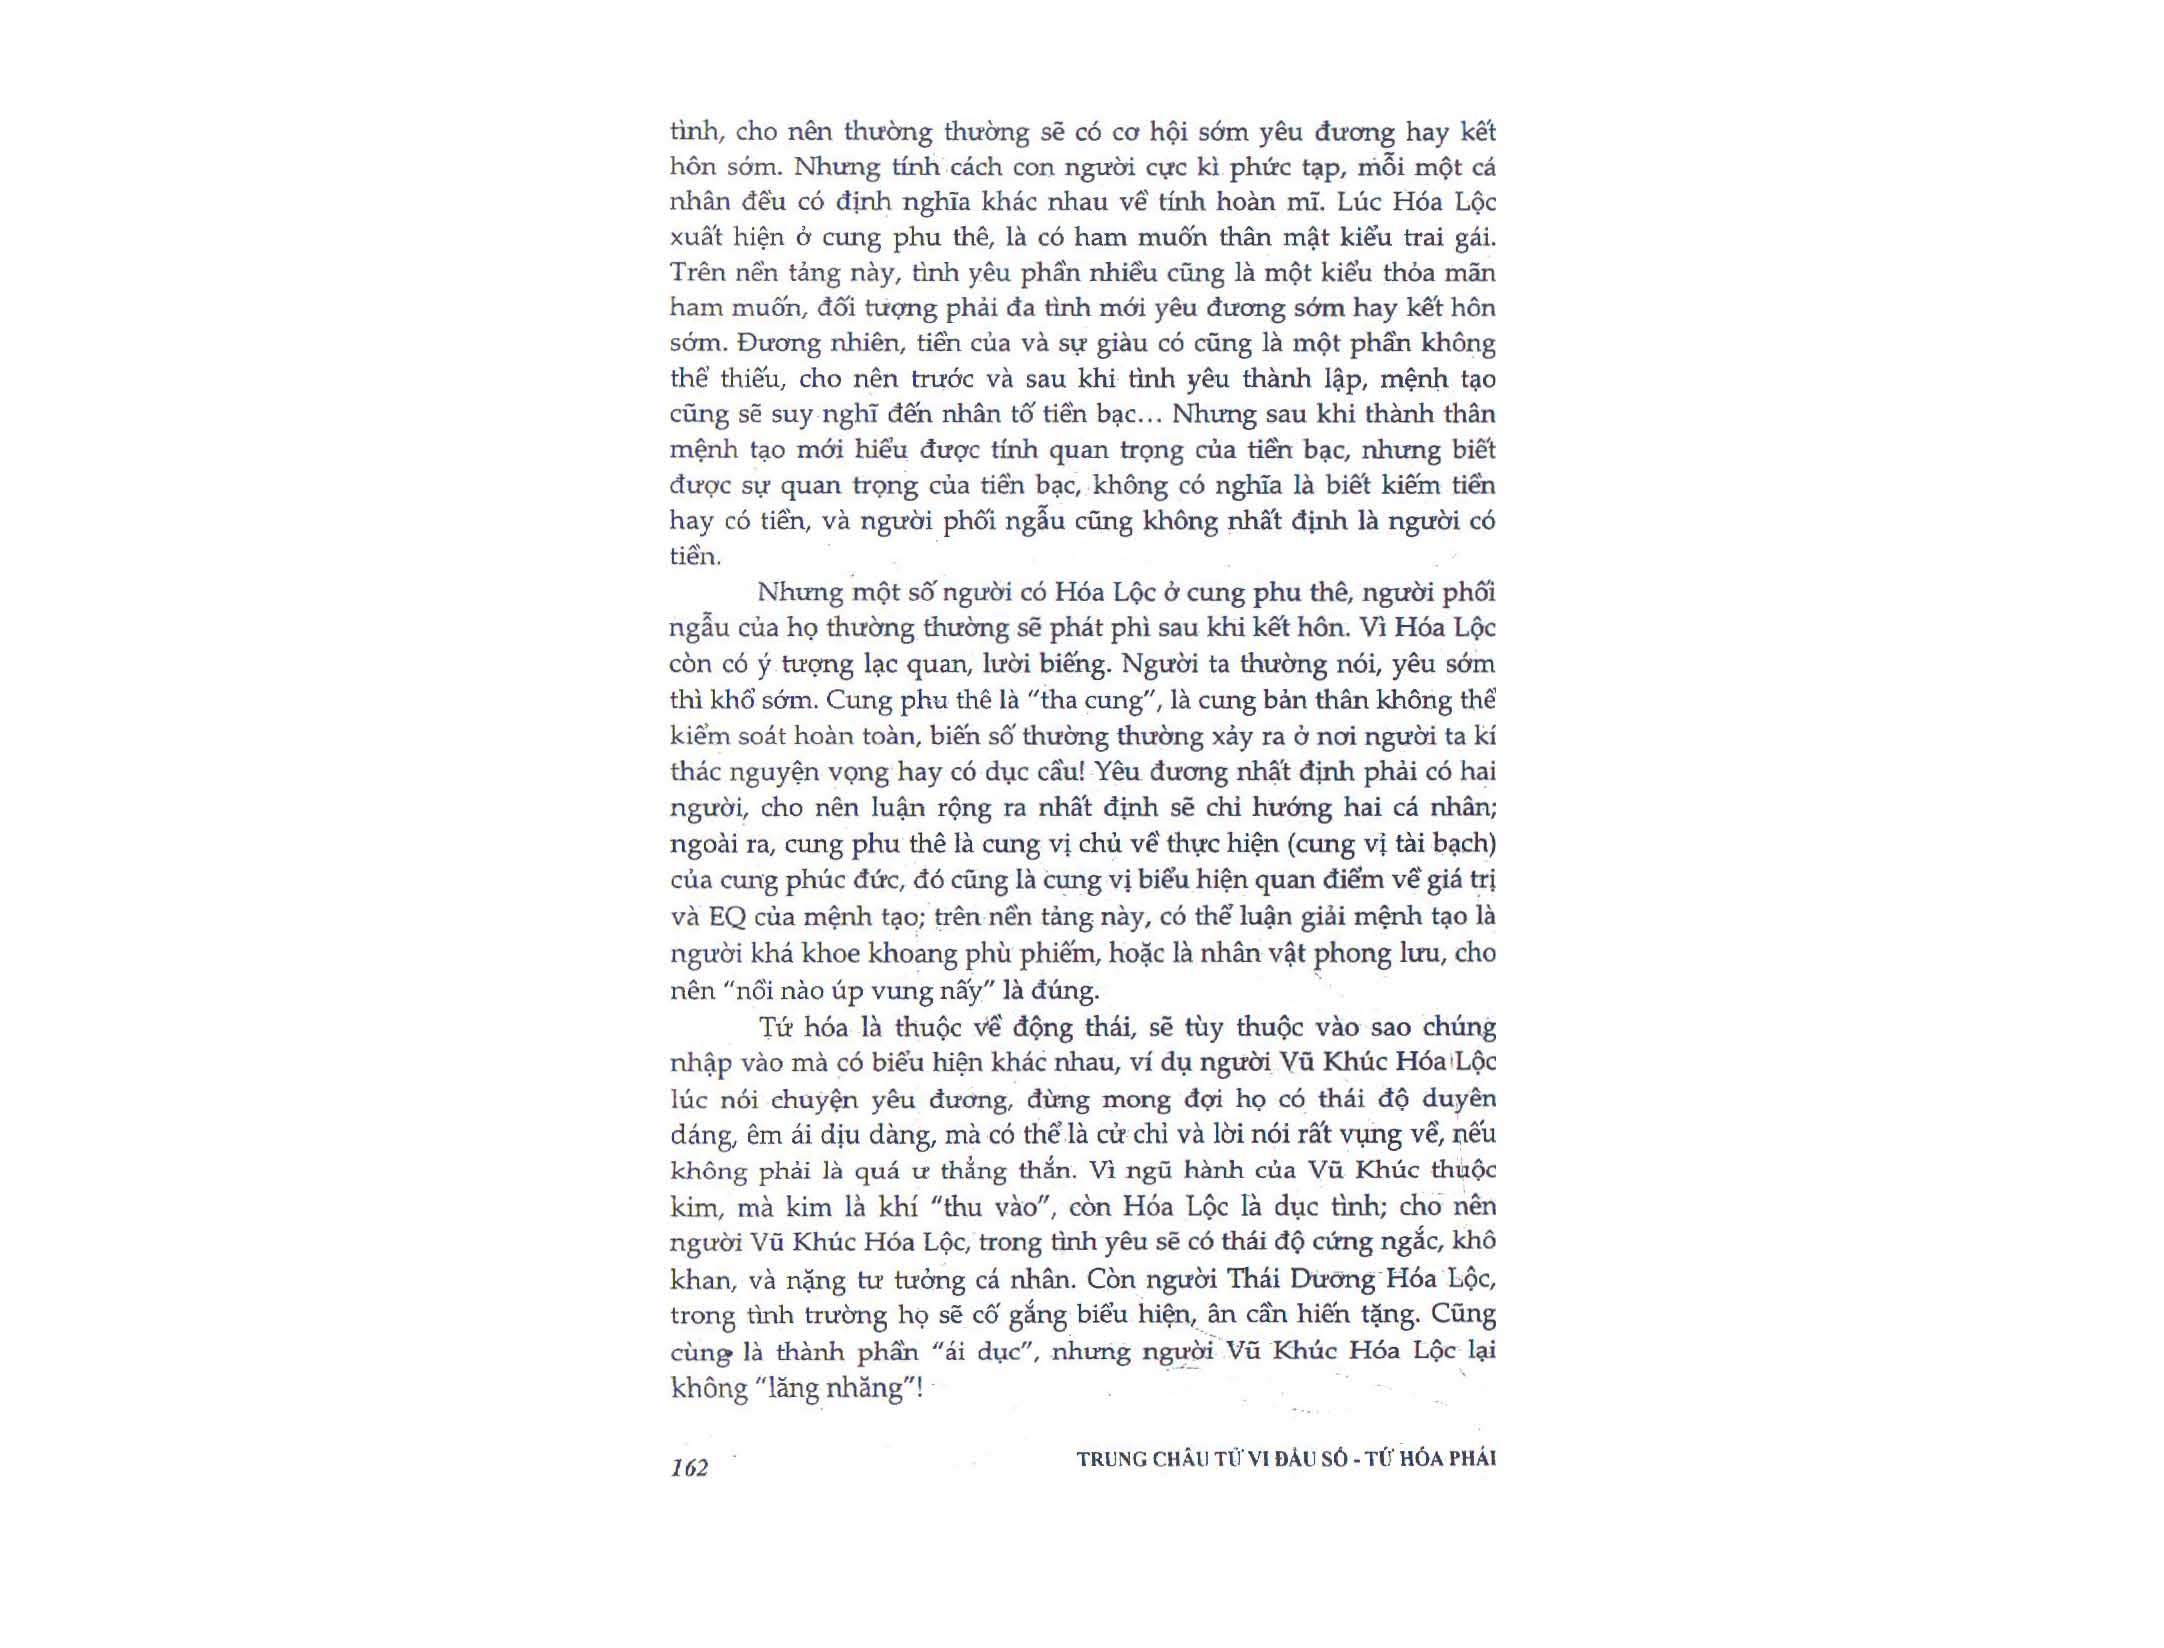 tình, cho nên thường thường sẽ có cơ hội sớm yêu đương hay kết
hôn sớm. Nhưng tính cách con người cực kì phức tạp, mỗi một cá
nhân đều có định nghĩa khác nhau về tính hoàn mĩ. Lúc Hóa Lộc
xuất hiện ở cung phu thê, là có ham muốn thân mật kiểu trai gái.
Trên nền tảng này, tình yêu phần nhiều cũng là một kiểu thỏa mãn
ham muốn, đối tượng phải đa tình mới yêu đương sớm hay kết hôn
sớm. Đương nhiên, tiền của và sự giàu có cũng là một phần không
thể thiếu, cho nên trước và sau khi tình yêu thành lập, mệnh tạo
cũng sẽ suy nghĩ đến nhân tố tiền bạc... Nhưng sau khi thành thân
mệnh tạo mới hiểu được tính quan trọng của tiền bạc, nhưng biết
được sự quan trọng của tiền bạc, không có nghĩa là biết kiếm tiền
hay có tiền, và người phối ngẫu cũng không nhất định là người có
tiền.
Nhưng một số người có Hóa Lộc ở cung phu thê, người phối
ngẫu của họ thường thường sẽ phát phì sau khi kết hôn. Vì Hóa Lộc
còn có ý tượng lạc quan, lười biếng. Người ta thường nói, yêu sớm
thì khổ sớm. Cung phu thê là "tha cung", là cung bản thân không thể
kiểm soát hoàn toàn, biến số thường thường xảy ra ở nơi người ta kí
thác nguyện vọng hay có dục cầu! Yêu đương nhất định phải có hai
người, cho nên luận rộng ra nhất định sẽ chỉ hướng hai cá nhân;
ngoài ra, cung phu thê là cung vị chủ về thực hiện (cung vị tài bạch)
của cung phúc đức, đó cũng là cung vị biểu hiện quan điểm về giá trị
và EQ của mệnh tạo; trên nền tảng này, có thể luận giải mệnh tạo là
người khá khoe khoang phù phiếm, hoặc là nhân vật phong lưu, cho
nên "nồi nào úp vung nấy" là đúng.
Tứ hóa là thuộc về động thái, sẽ tùy thuộc vào sao chúng
nhập vào mà có biểu hiện khác nhau, ví dụ người Vũ Khúc Hóa Lộc
lúc nói chuyện yêu đương, đừng mong đợi họ có thái độ duyên
dáng, êm ái dịu dàng, mà có thể là cử chỉ và lời nói rất vụng về, nếu
không phải là quá ư thẳng thắn. Vì ngũ hành của Vũ Khúc thuộc
kim, mà kim là khí "thu vào", còn Hóa Lộc là dục tình; cho nên
người Vũ Khúc Hóa Lộc, trong tình yêu sẽ có thái độ cứng ngắc, khô
khan, và nặng tư tưởng cá nhân. Còn người Thái Dương Hóa Lộc,
trong tình trường họ sẽ cố gắng biểu hiện, ân cần hiến tặng. Cũng
cùng là thành phần "ái dục", nhưng người Vũ Khúc Hóa Lộc lại
không "lăng nhăng"!
162 TRUNG CHÂU TỬ VI ĐẨU SỐ - TỨ HÓA PHÁI